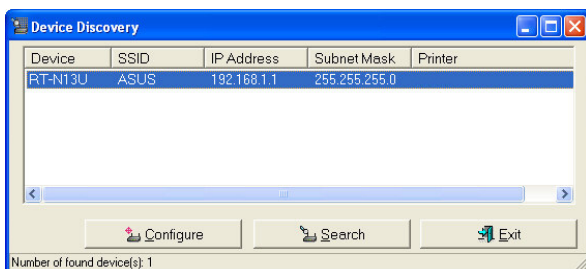 Device Discovery
Device SSID IP Address Subnet Mask Printer
RT-N13U ASUS 192.168.1.1 255.255.255.0
Configure Search Exit
Number of found device(s): 1